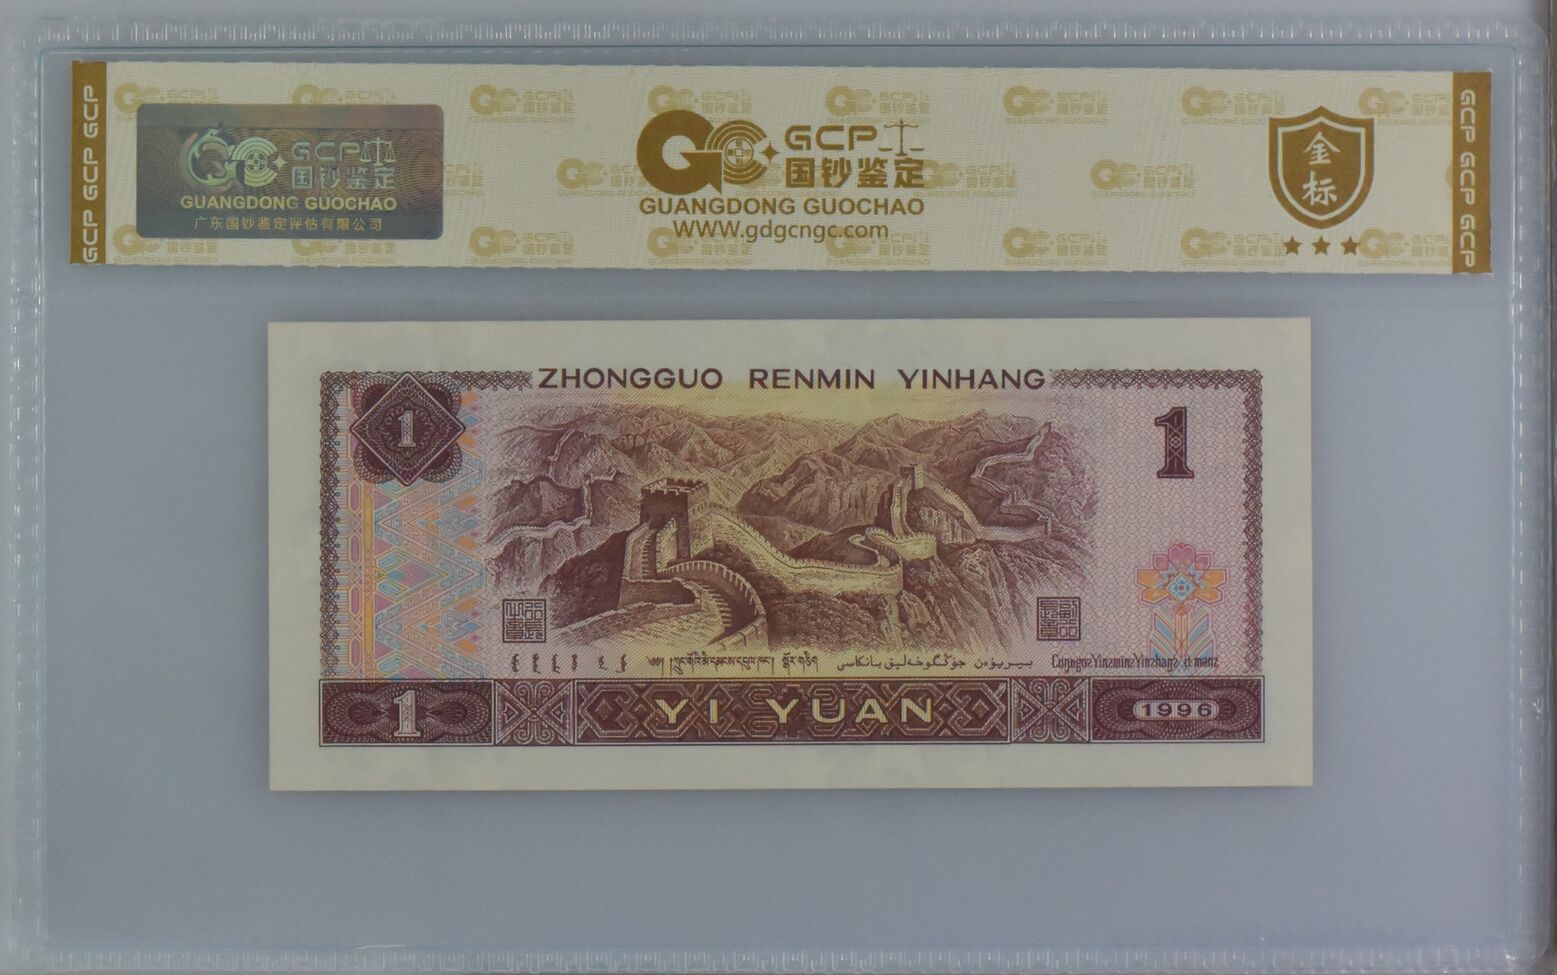 GCP GCP GCP
GCP
国钞鉴定
GUANGDONG GUOCHAO
广东国钞鉴定评估有限公司
GCP
国钞鉴定
GUANGDONG GUOCHAO
WWW.gdgcngc.com
金
标
GCP GCP GCP
ZHONGGUO RENMIN YINHANG
1
1
YI YUAN
1
1996